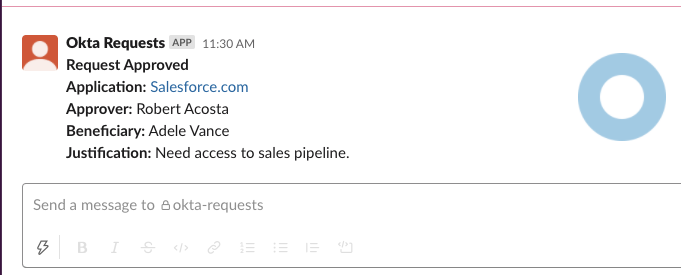 Okta Requests APP 11:30 AM
Request Approved
Application: Salesforce.com
Approver: Robert Acosta
Beneficiary: Adele Vance
Justification: Need access to sales pipeline.
Send a message to okta-requests
B I S </>